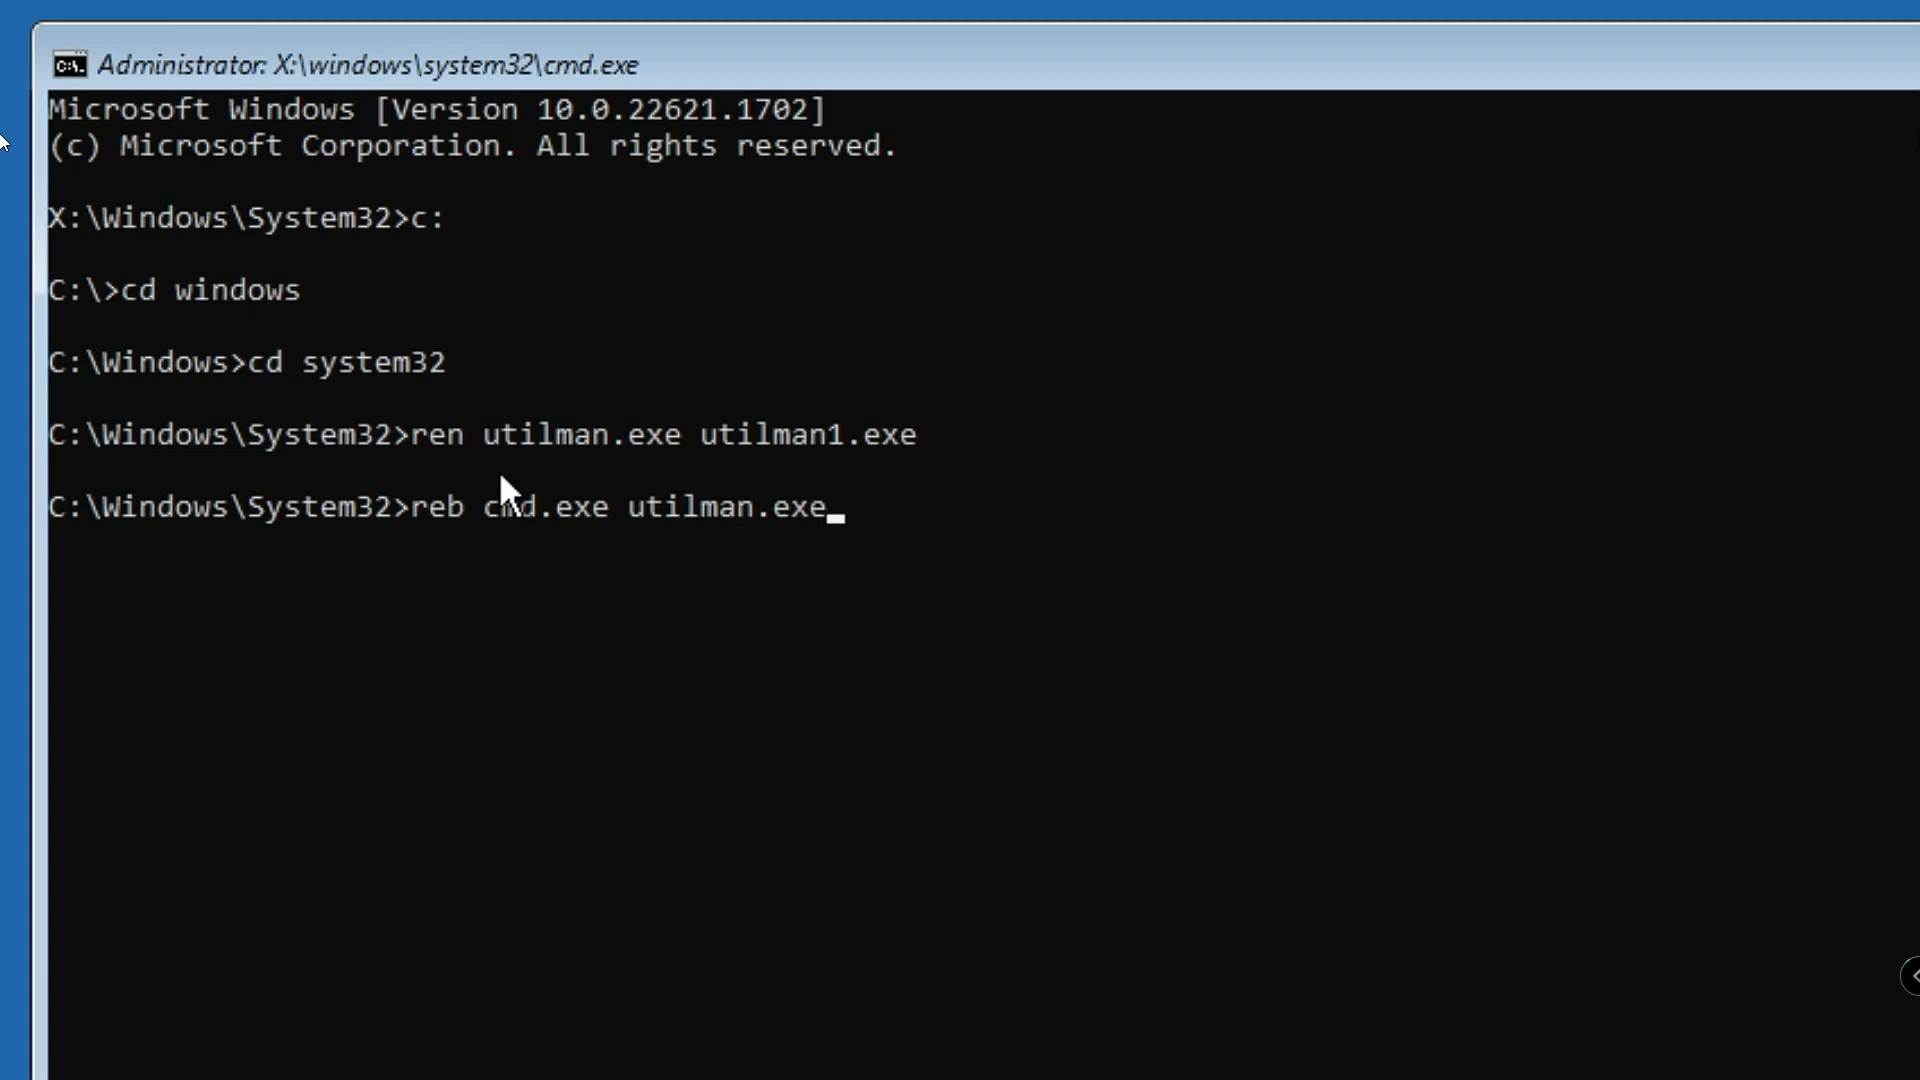 Administrator: X:\windows\system32\cmd.exe
Microsoft Windows [Version 10.0.22621.1702]
(c) Microsoft Corporation. All rights reserved.
X:\Windows\System32>c:
C:\>cd windows
C:\Windows>cd system32
C:\Windows\System32>ren utilman.exe utilman1.exe
C:\Windows\System32>reb cmd.exe utilman.exe